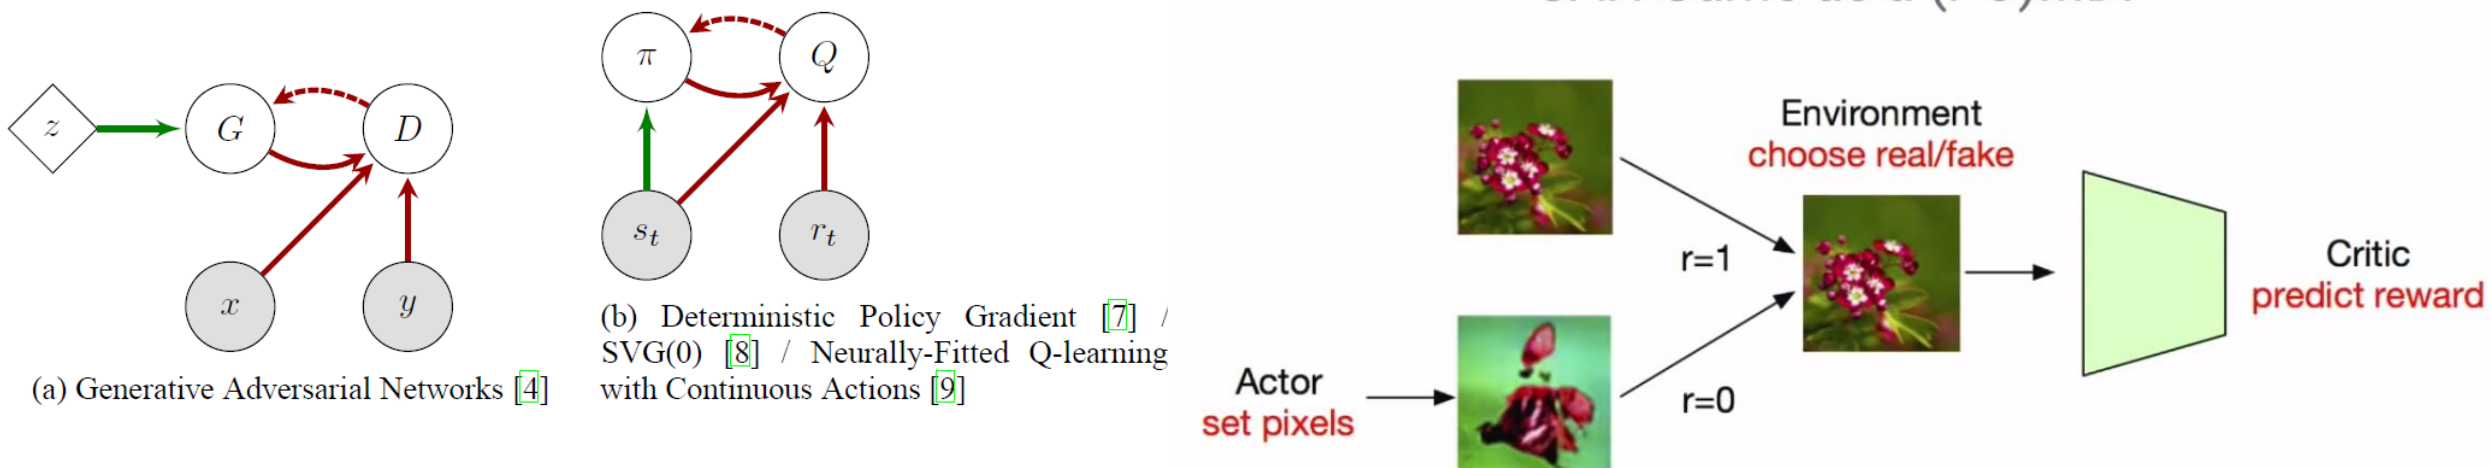 z
G
D
x
y
(a) Generative Adversarial Networks [4]
π
Q
s_t
r_t
(b) Deterministic Policy Gradient [7] /
SVG(0) [8] / Neurally-Fitted Q-learning
with Continuous Actions [9]
Environment
choose real/fake
r=1
r=0
Actor
set pixels
Critic
predict reward